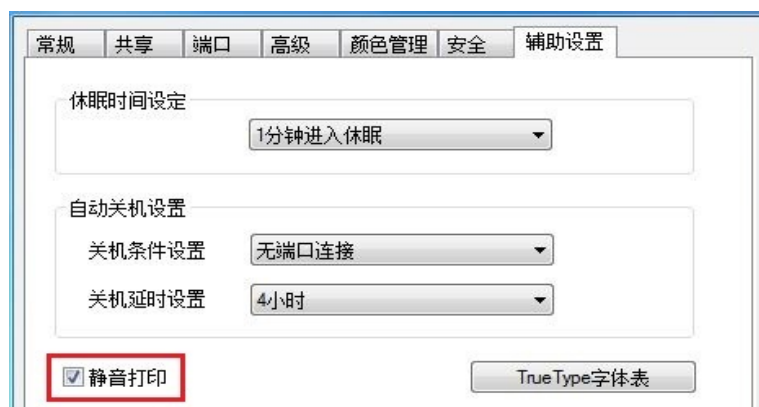 常规 共享 端口 高级 颜色管理 安全 辅助设置
休眠时间设定
1分钟进入休眠
自动关机设置
关机条件设置 无端口连接
关机延时设置 4小时
静音打印 TrueType字体表